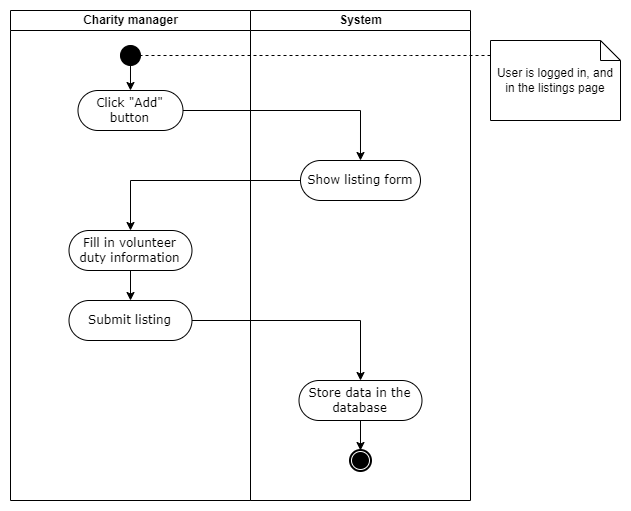 Charity manager
System
User is logged in, and
in the listings page
Click "Add"
button
Show listing form
Fill in volunteer
duty information
Submit listing
Store data in the
database